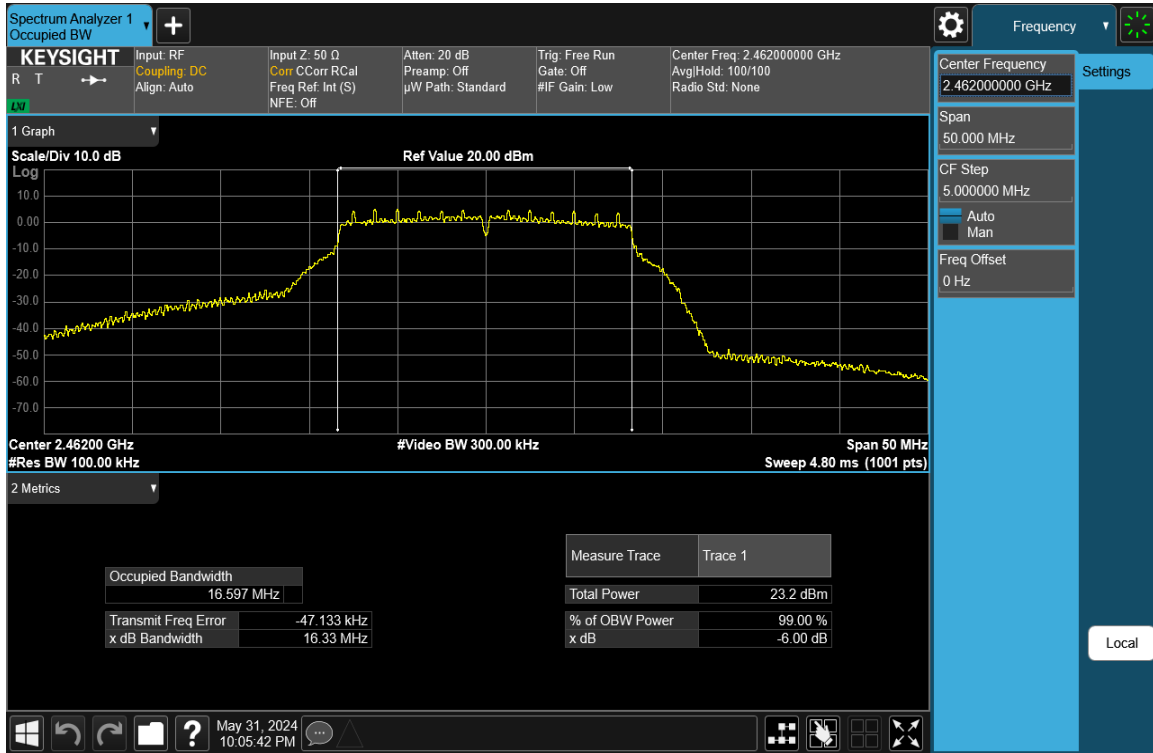 Spectrum Analyzer 1
Occupied BW
Frequency
KEYSIGHT
R T
LXI
Input: RF
Coupling: DC
Align: Auto
Input Z: 50 Ω
Corr CCorr RCal
Freq Ref: Int (S)
NFE: Off
Atten: 20 dB
Preamp: Off
µW Path: Standard
Trig: Free Run
Gate: Off
#IF Gain: Low
Center Freq: 2.462000000 GHz
Avg|Hold: 100/100
Radio Std: None
Center Frequency
2.462000000 GHz
Settings
Span
50.000 MHz
CF Step
5.000000 MHz
Auto
Man
Freq Offset
0 Hz
1 Graph
Scale/Div 10.0 dB
Ref Value 20.00 dBm
Log
10.0
0.00
-10.0
-20.0
-30.0
-40.0
-50.0
-60.0
-70.0
Center 2.46200 GHz
#Video BW 300.00 kHz
Span 50 MHz
#Res BW 100.00 kHz
Sweep 4.80 ms (1001 pts)
2 Metrics
Measure Trace Trace 1
Occupied Bandwidth
16.597 MHz
Total Power 23.2 dBm
Transmit Freq Error -47.133 kHz
% of OBW Power 99.00 %
x dB Bandwidth 16.33 MHz
x dB -6.00 dB
Local
May 31, 2024
10:05:42 PM